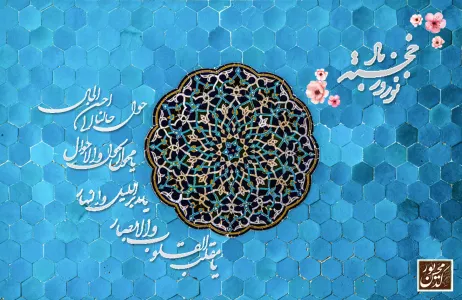 نوروز
خجسته باد
یا مقلب القلوب والابصار
یا مدبر اللیل والنهار
یا محول الحول والاحوال
حول حالنا الی احسن الحال